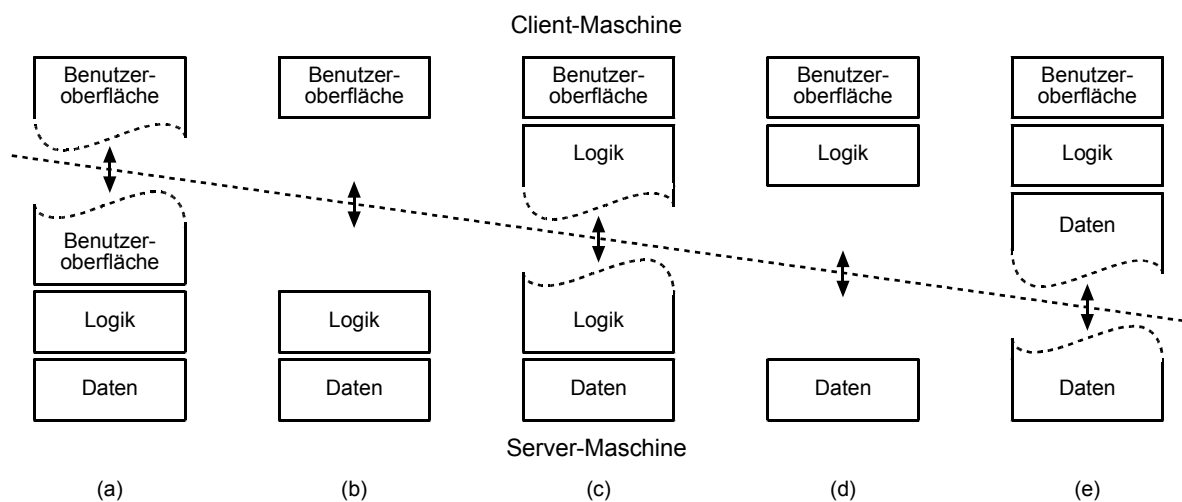 Client-Maschine
Benutzer-
oberfläche
Benutzer-
oberfläche
Benutzer-
oberfläche
Benutzer-
oberfläche
Benutzer-
oberfläche
Logik
Logik
Logik
Daten
Benutzer-
oberfläche
Logik
Logik
Logik
Daten
Daten
Daten
Daten
Daten
Server-Maschine
(a)
(b)
(c)
(d)
(e)